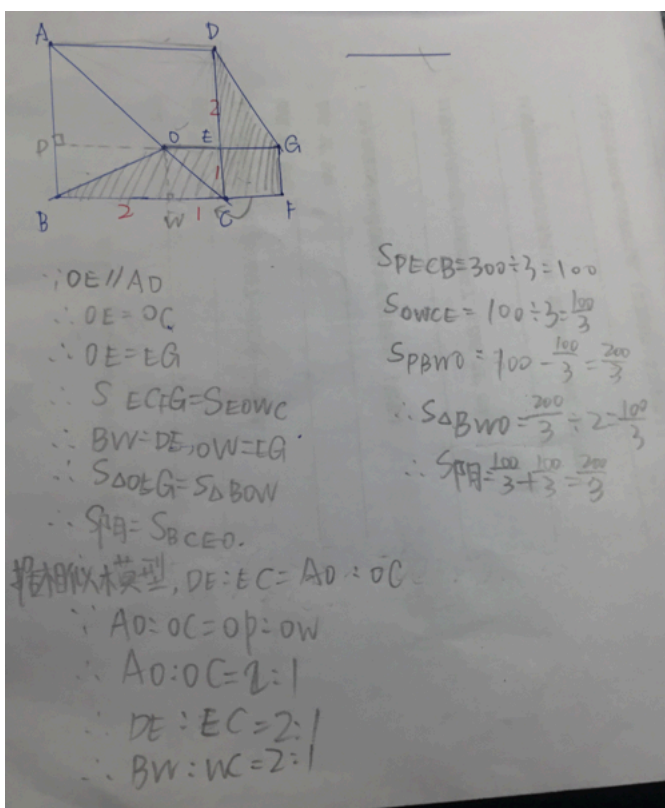 A D
2
P O E G
1
B 2 W 1 C F
∵OE∥AD
∴OE=OC
∴OE=EG
∴S ECFG=SEOWC
∴BW=DE,OW=EG
∴S△OEG=S△BOW
∴S阴=SBCEO.
相似模型,DE:EC=AO:OC
∵AO:OC=OP:OW
∴AO:OC=2:1
∴DE:EC=2:1
∴BW:WC=2:1
SPECB=300÷3=100
SOWCE=100÷3=100/3
SPBWO=100-100/3=200/3
∴S△BWO=200/3÷2=100/3
∴S阴=100/3+100/3=200/3